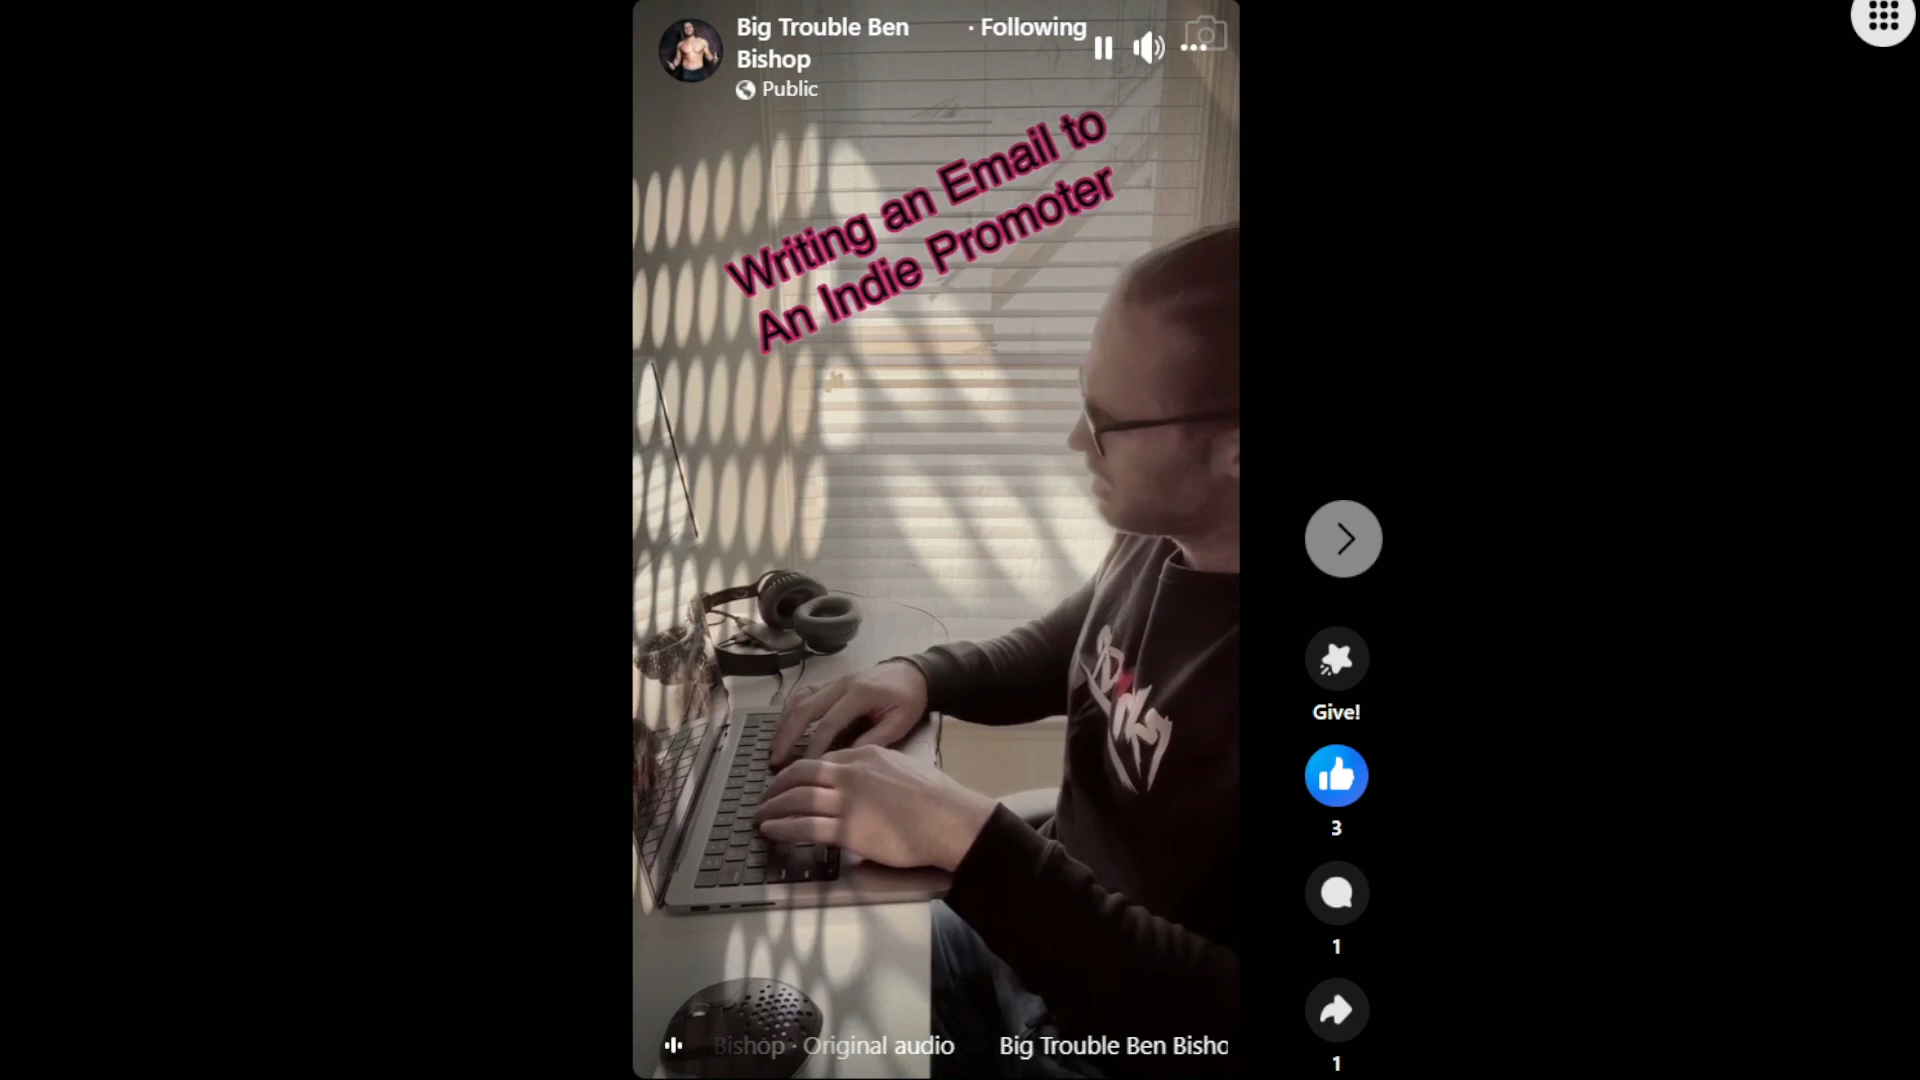 Big Trouble Ben Bishop · Following
Public
Writing an Email to
An Indie Promoter
Give!
3
1
1
Bishop · Original audio Big Trouble Ben Bisho